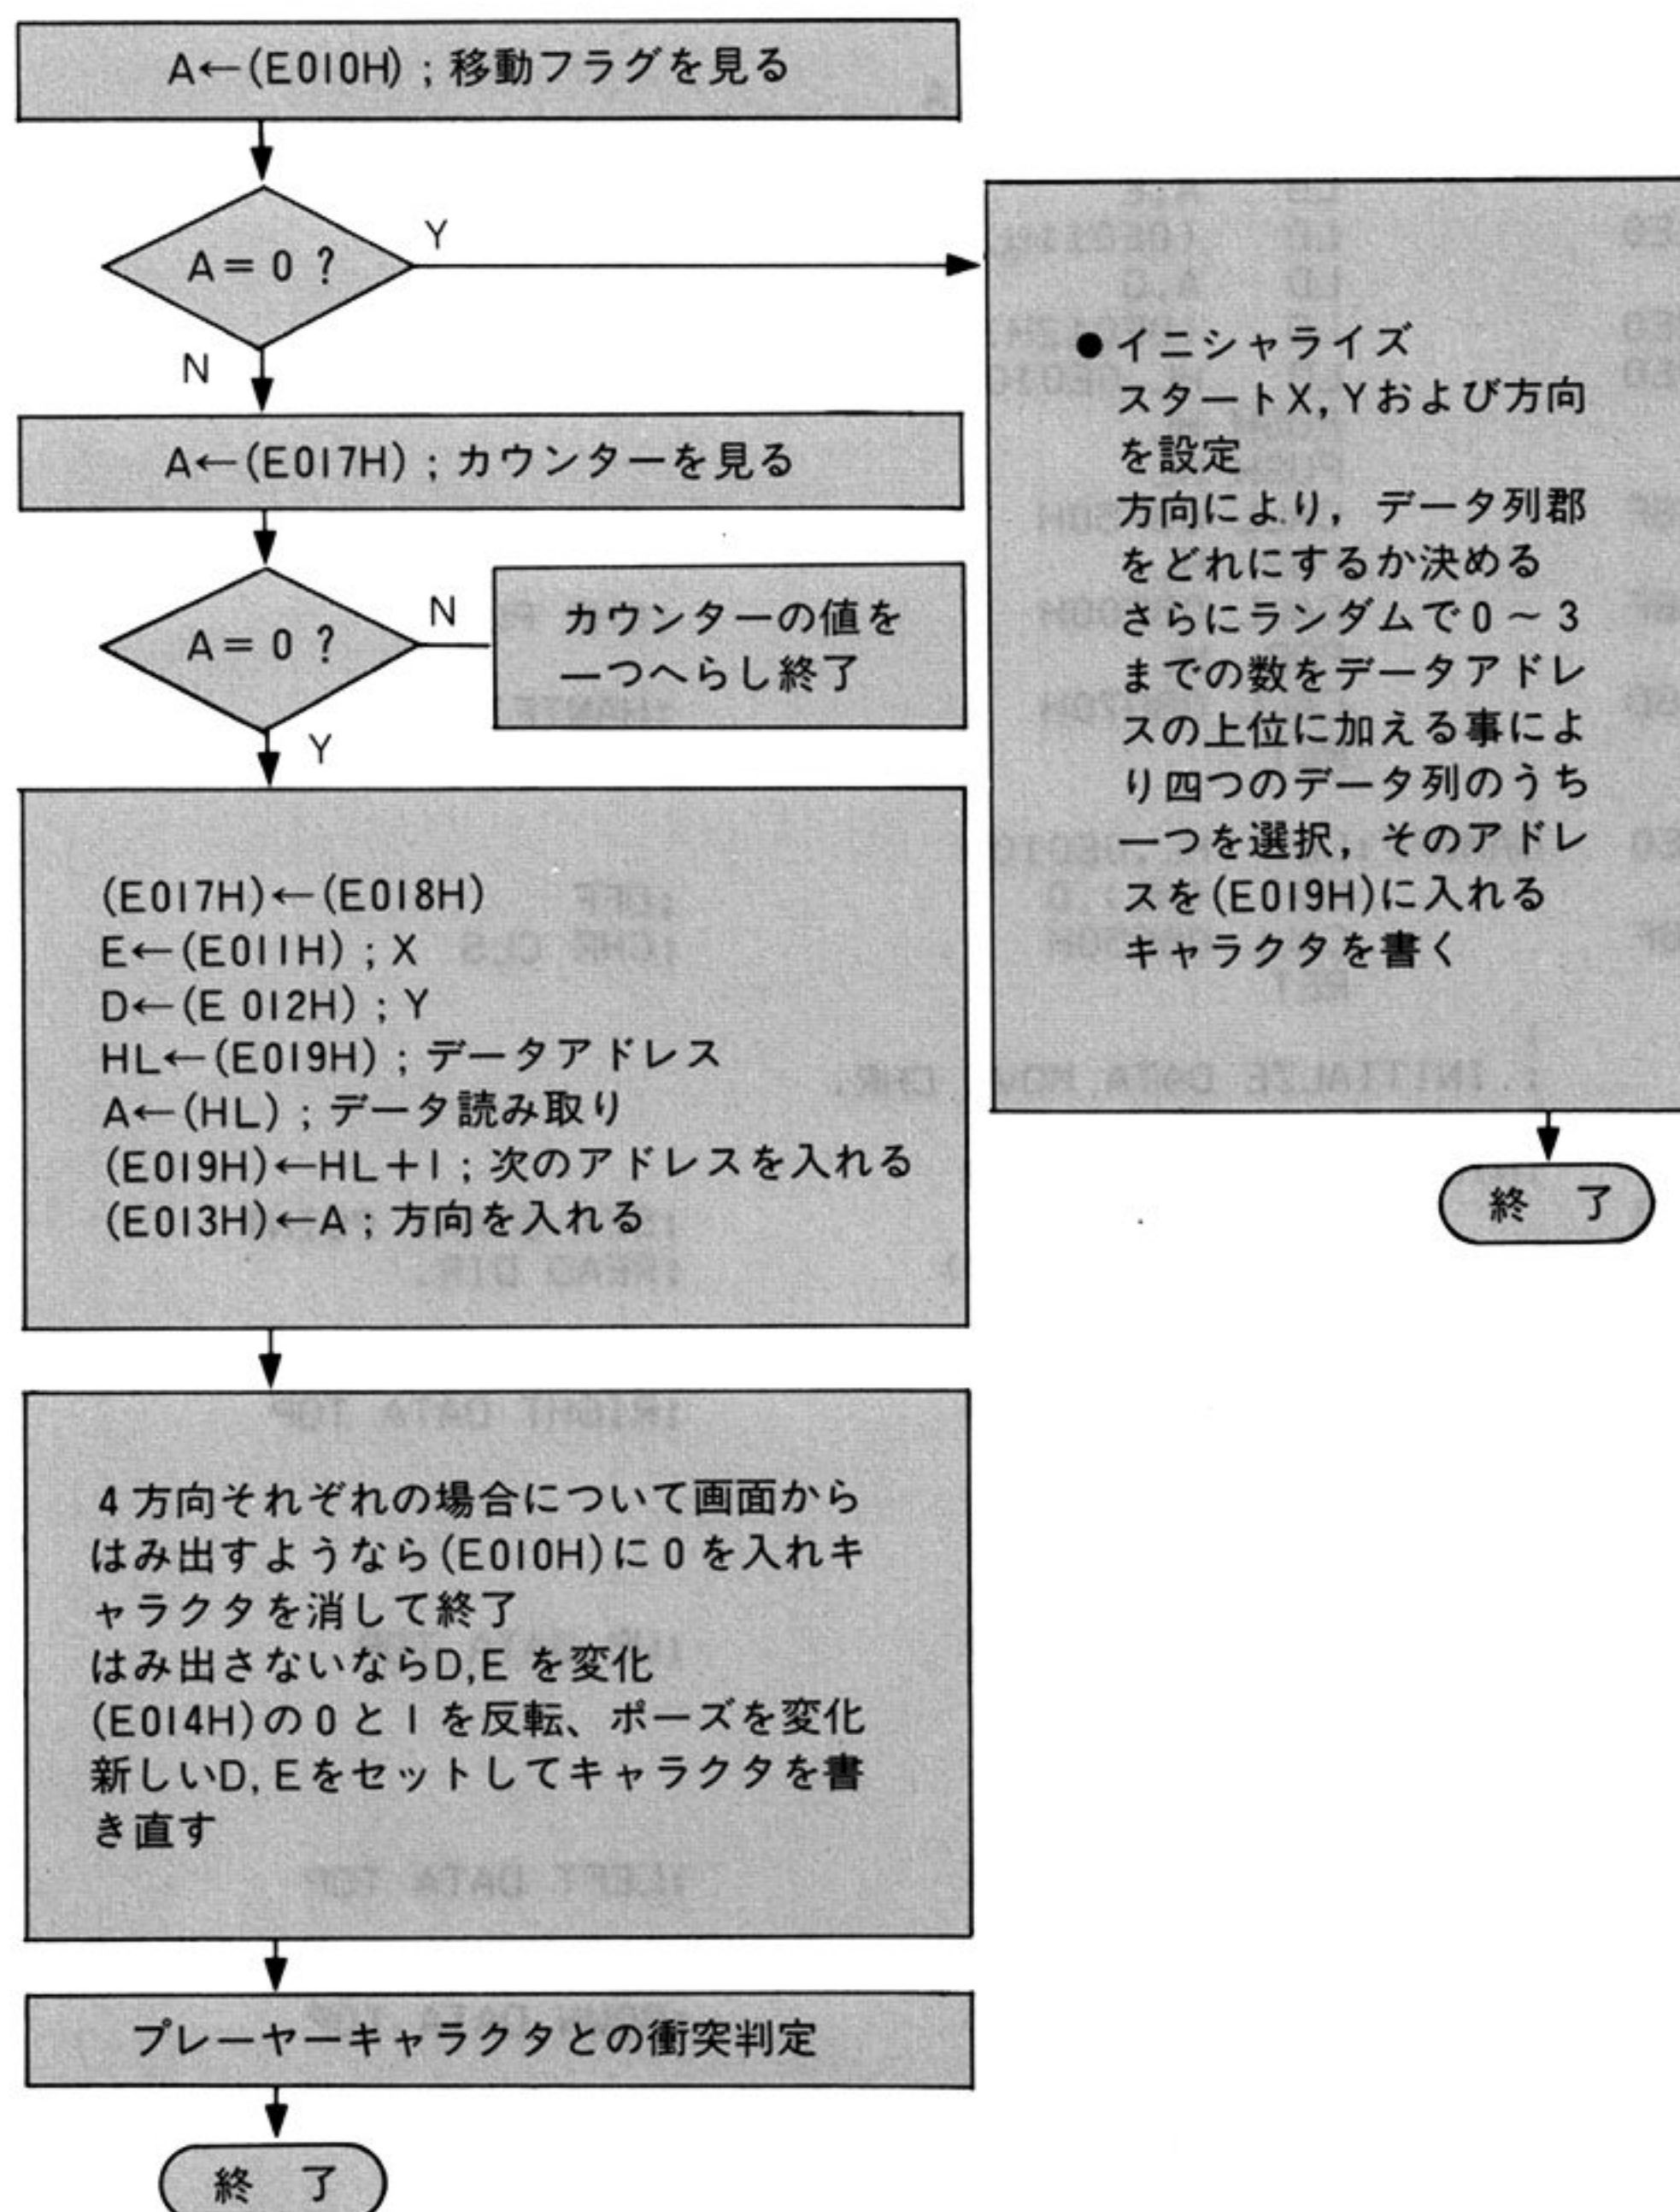 A←(E010H) ; 移動フラグを見る
A = 0 ?
Y
N
A←(E017H) ; カウンターを見る
A = 0 ?
N
カウンターの値を
一つへらし終了
Y
(E017H)←(E018H)
E←(E011H) ; X
D←(E 012H) ; Y
HL←(E019H) ; データアドレス
A←(HL) ; データ読み取り
(E019H)←HL+1 ; 次のアドレスを入れる
(E013H)←A ; 方向を入れる
4方向それぞれの場合について画面から
はみ出すようなら(E010H)に0を入れキ
ャラクタを消して終了
はみ出さないならD,E を変化
(E014H)の0と1を反転、ポーズを変化
新しいD, Eをセットしてキャラクタを書
き直す
プレーヤーキャラクタとの衝突判定
終 了
●イニシャライズ
スタートX, Yおよび方向
を設定
方向により，データ列郡
をどれにするか決める
さらにランダムで0～3
までの数をデータアドレ
スの上位に加える事によ
り四つのデータ列のうち
一つを選択，そのアドレ
スを(E019H)に入れる
キャラクタを書く
終 了